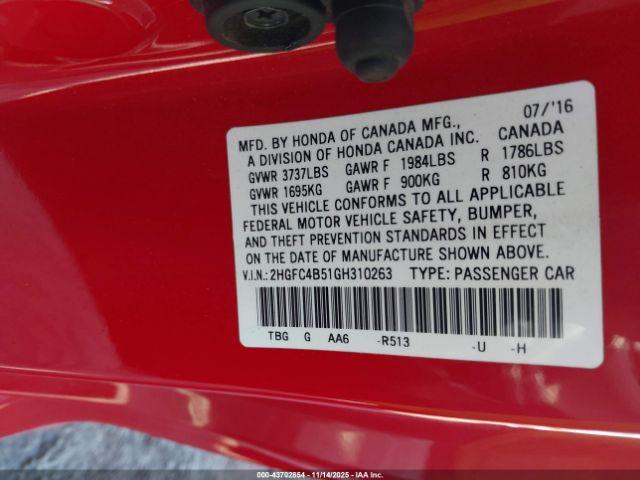 07/'16
MFD. BY HONDA OF CANADA MFG., CANADA
A DIVISION OF HONDA CANADA INC.
GVWR 3737LBS GAWR F 1984LBS R 1786LBS
GVWR 1695KG GAWR F 900KG R 810KG
THIS VEHICLE CONFORMS TO ALL APPLICABLE
FEDERAL MOTOR VEHICLE SAFETY, BUMPER,
AND THEFT PREVENTION STANDARDS IN EFFECT
ON THE DATE OF MANUFACTURE SHOWN ABOVE.
V.I.N.: 2HGFC4B51GH310263 TYPE: PASSENGER CAR
TBG G AA6 -R513 -U -H
00-43702854 | 11/14/2025 - IAA Inc.